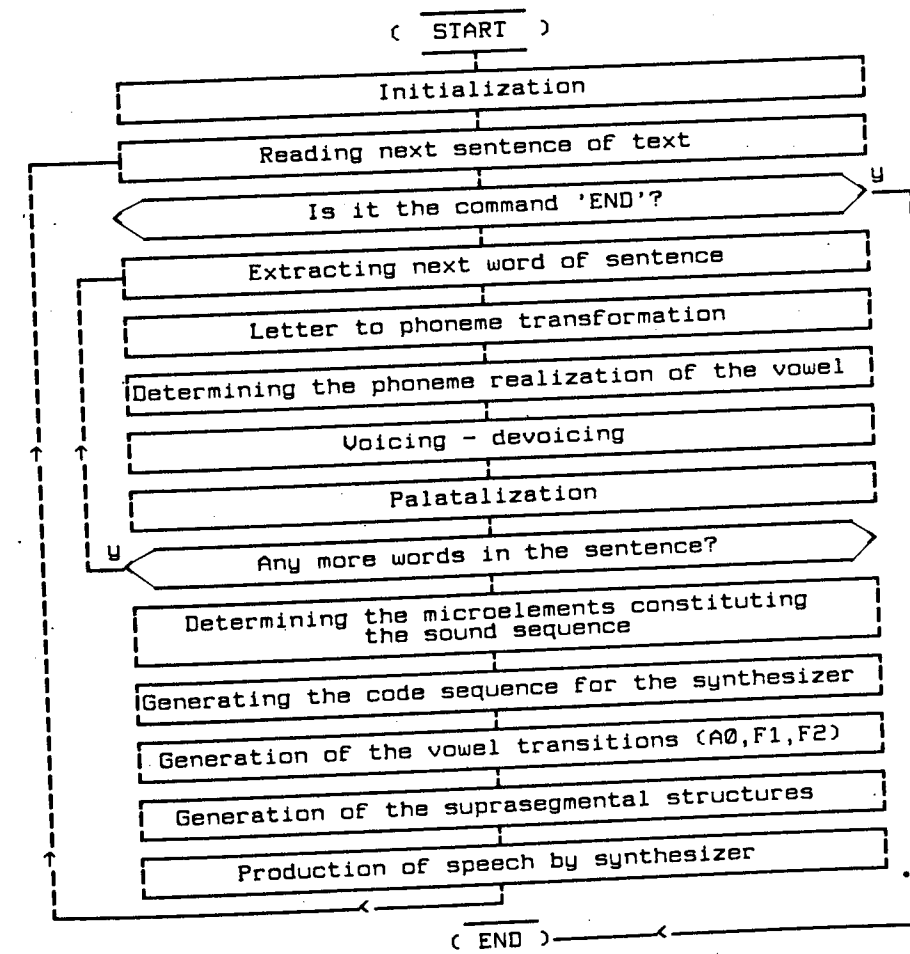 ( START )
Initialization
Reading next sentence of text
y
Is it the command 'END'?
Extracting next word of sentence
Letter to phoneme transformation
Determining the phoneme realization of the vowel
Voicing - devoicing
Palatalization
y
Any more words in the sentence?
Determining the microelements constituting
the sound sequence
Generating the code sequence for the synthesizer
Generation of the vowel transitions (A0,F1,F2)
Generation of the suprasegmental structures
Production of speech by synthesizer
( END )